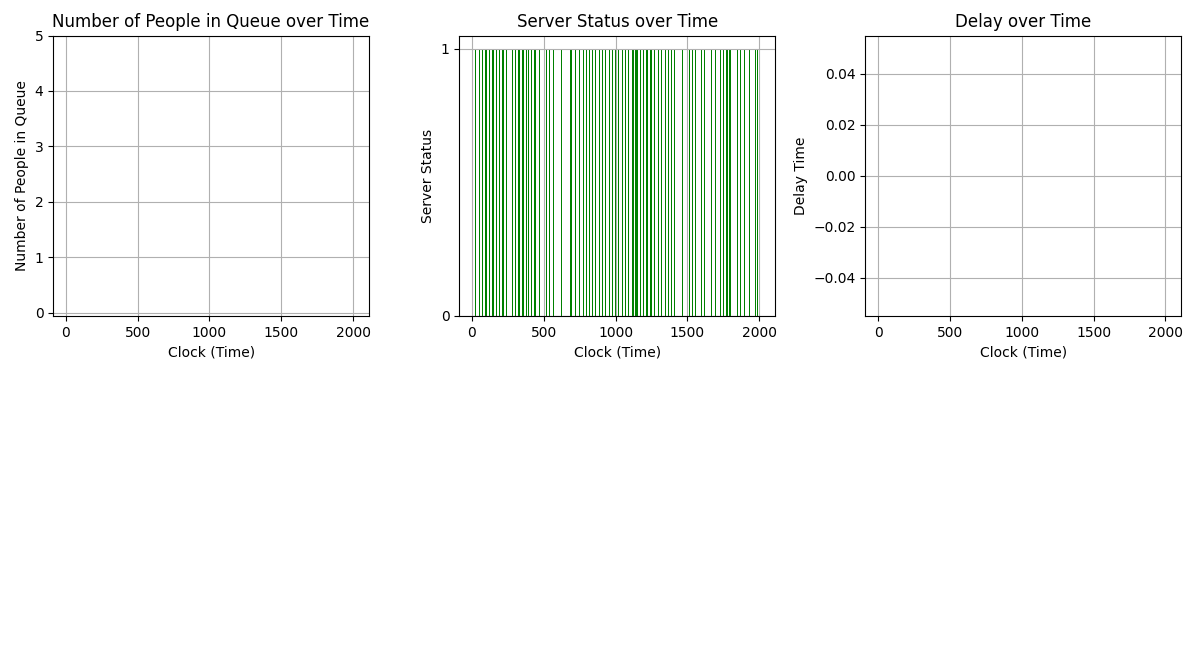 Number of People in Queue over Time
Number of People in Queue
5
4
3
2
1
0
0 500 1000 1500 2000
Clock (Time)
Server Status over Time
Server Status
1
0
0 500 1000 1500 2000
Clock (Time)
Delay over Time
Delay Time
0.04
0.02
0.00
−0.02
−0.04
0 500 1000 1500 2000
Clock (Time)